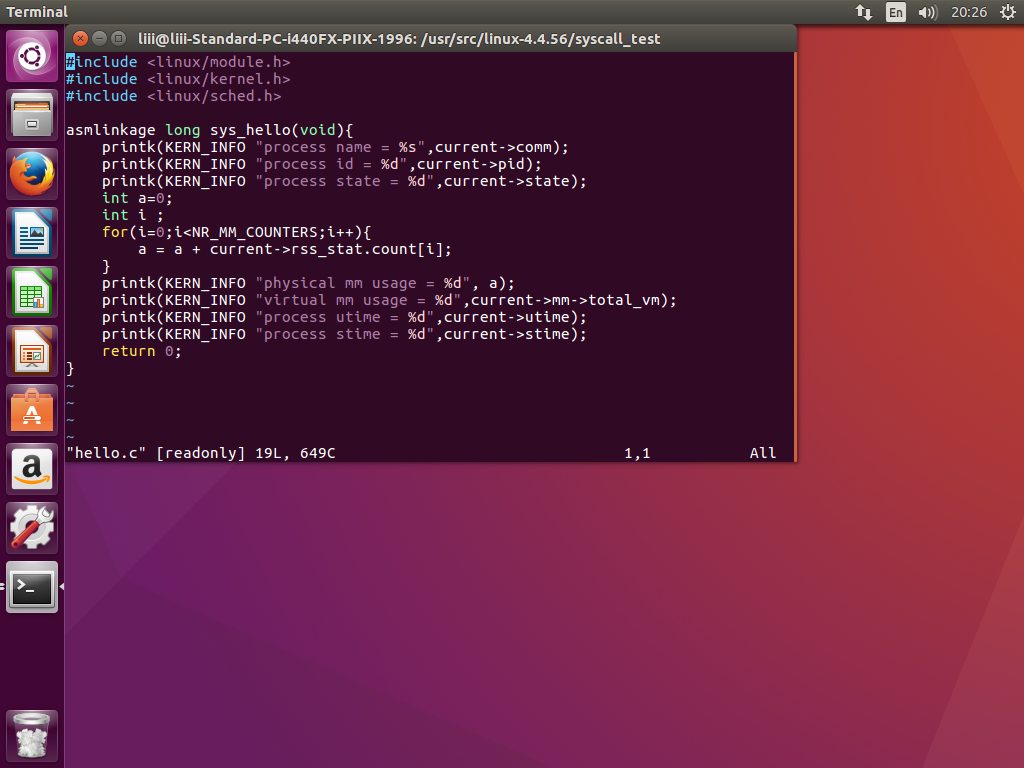 Terminal
En
20:26
liii@liii-Standard-PC-i440FX-PIIX-1996: /usr/src/linux-4.4.56/syscall_test
#include <linux/module.h>
#include <linux/kernel.h>
#include <linux/sched.h>

asmlinkage long sys_hello(void){
    printk(KERN_INFO "process name = %s",current->comm);
    printk(KERN_INFO "process id = %d",current->pid);
    printk(KERN_INFO "process state = %d",current->state);
    int a=0;
    int i ;
    for(i=0;i<NR_MM_COUNTERS;i++){
        a = a + current->rss_stat.count[i];
    }
    printk(KERN_INFO "physical mm usage = %d", a);
    printk(KERN_INFO "virtual mm usage = %d",current->mm->total_vm);
    printk(KERN_INFO "process utime = %d",current->utime);
    printk(KERN_INFO "process stime = %d",current->stime);
    return 0;
}
~
~
~
~
"hello.c" [readonly] 19L, 649C 1,1 All
A
a
>_